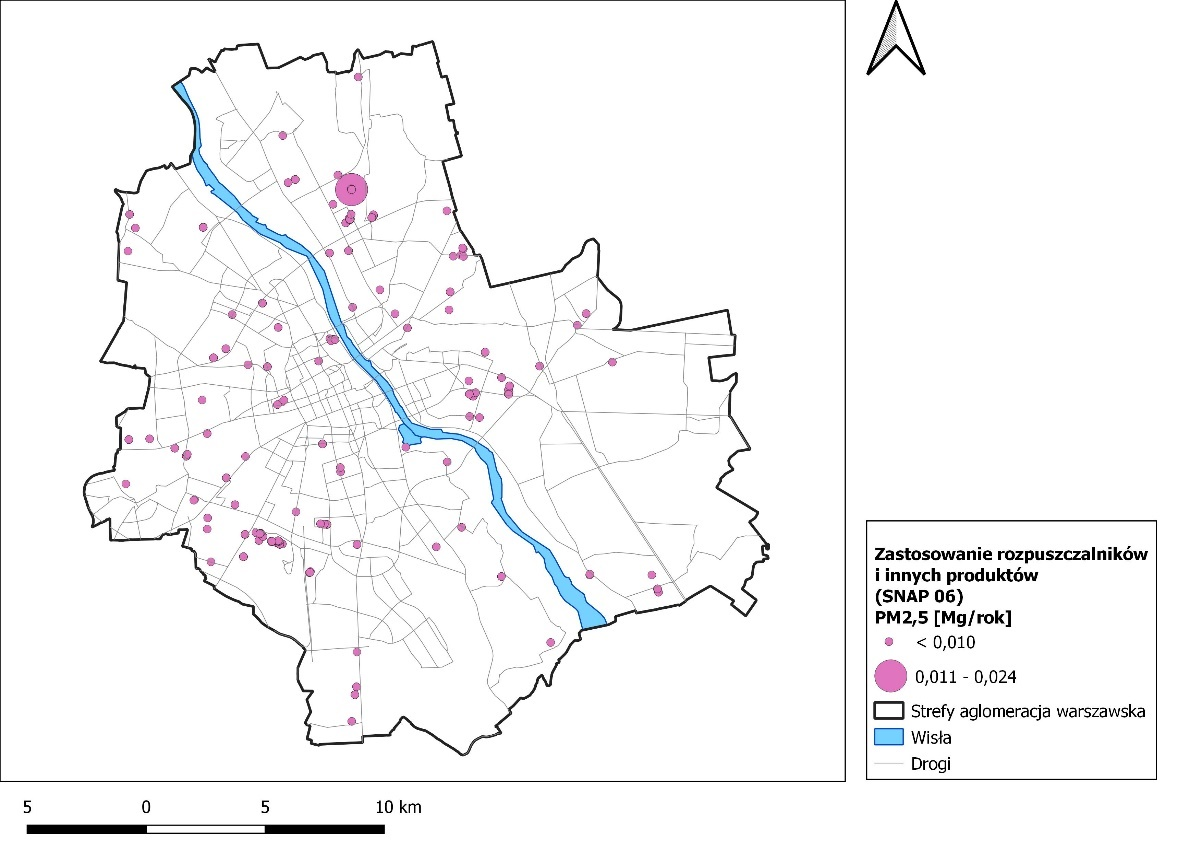 Zastosowanie rozpuszczalników
i innych produktów
(SNAP 06)
PM2,5 [Mg/rok]
< 0,010
0,011 - 0,024
Strefy aglomeracja warszawska
Wisła
Drogi
5 0 5 10 km